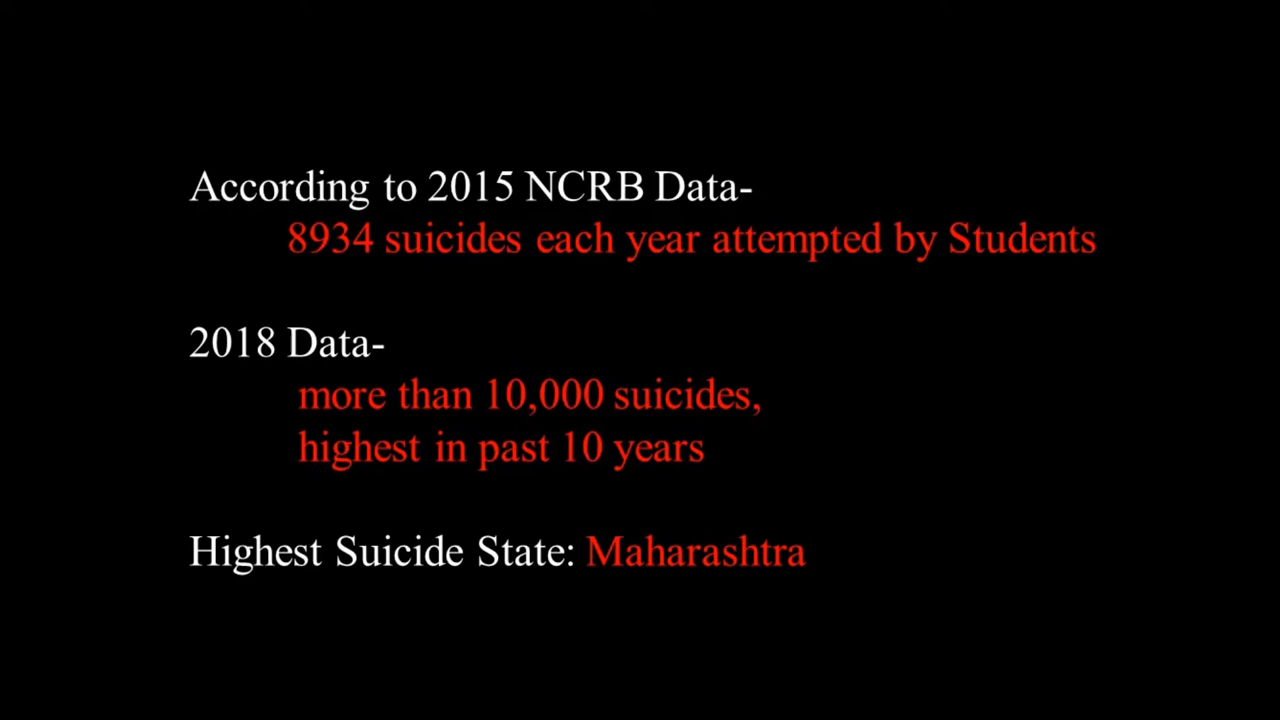 According to 2015 NCRB Data-
8934 suicides each year attempted by Students
2018 Data-
more than 10,000 suicides,
highest in past 10 years
Highest Suicide State: Maharashtra